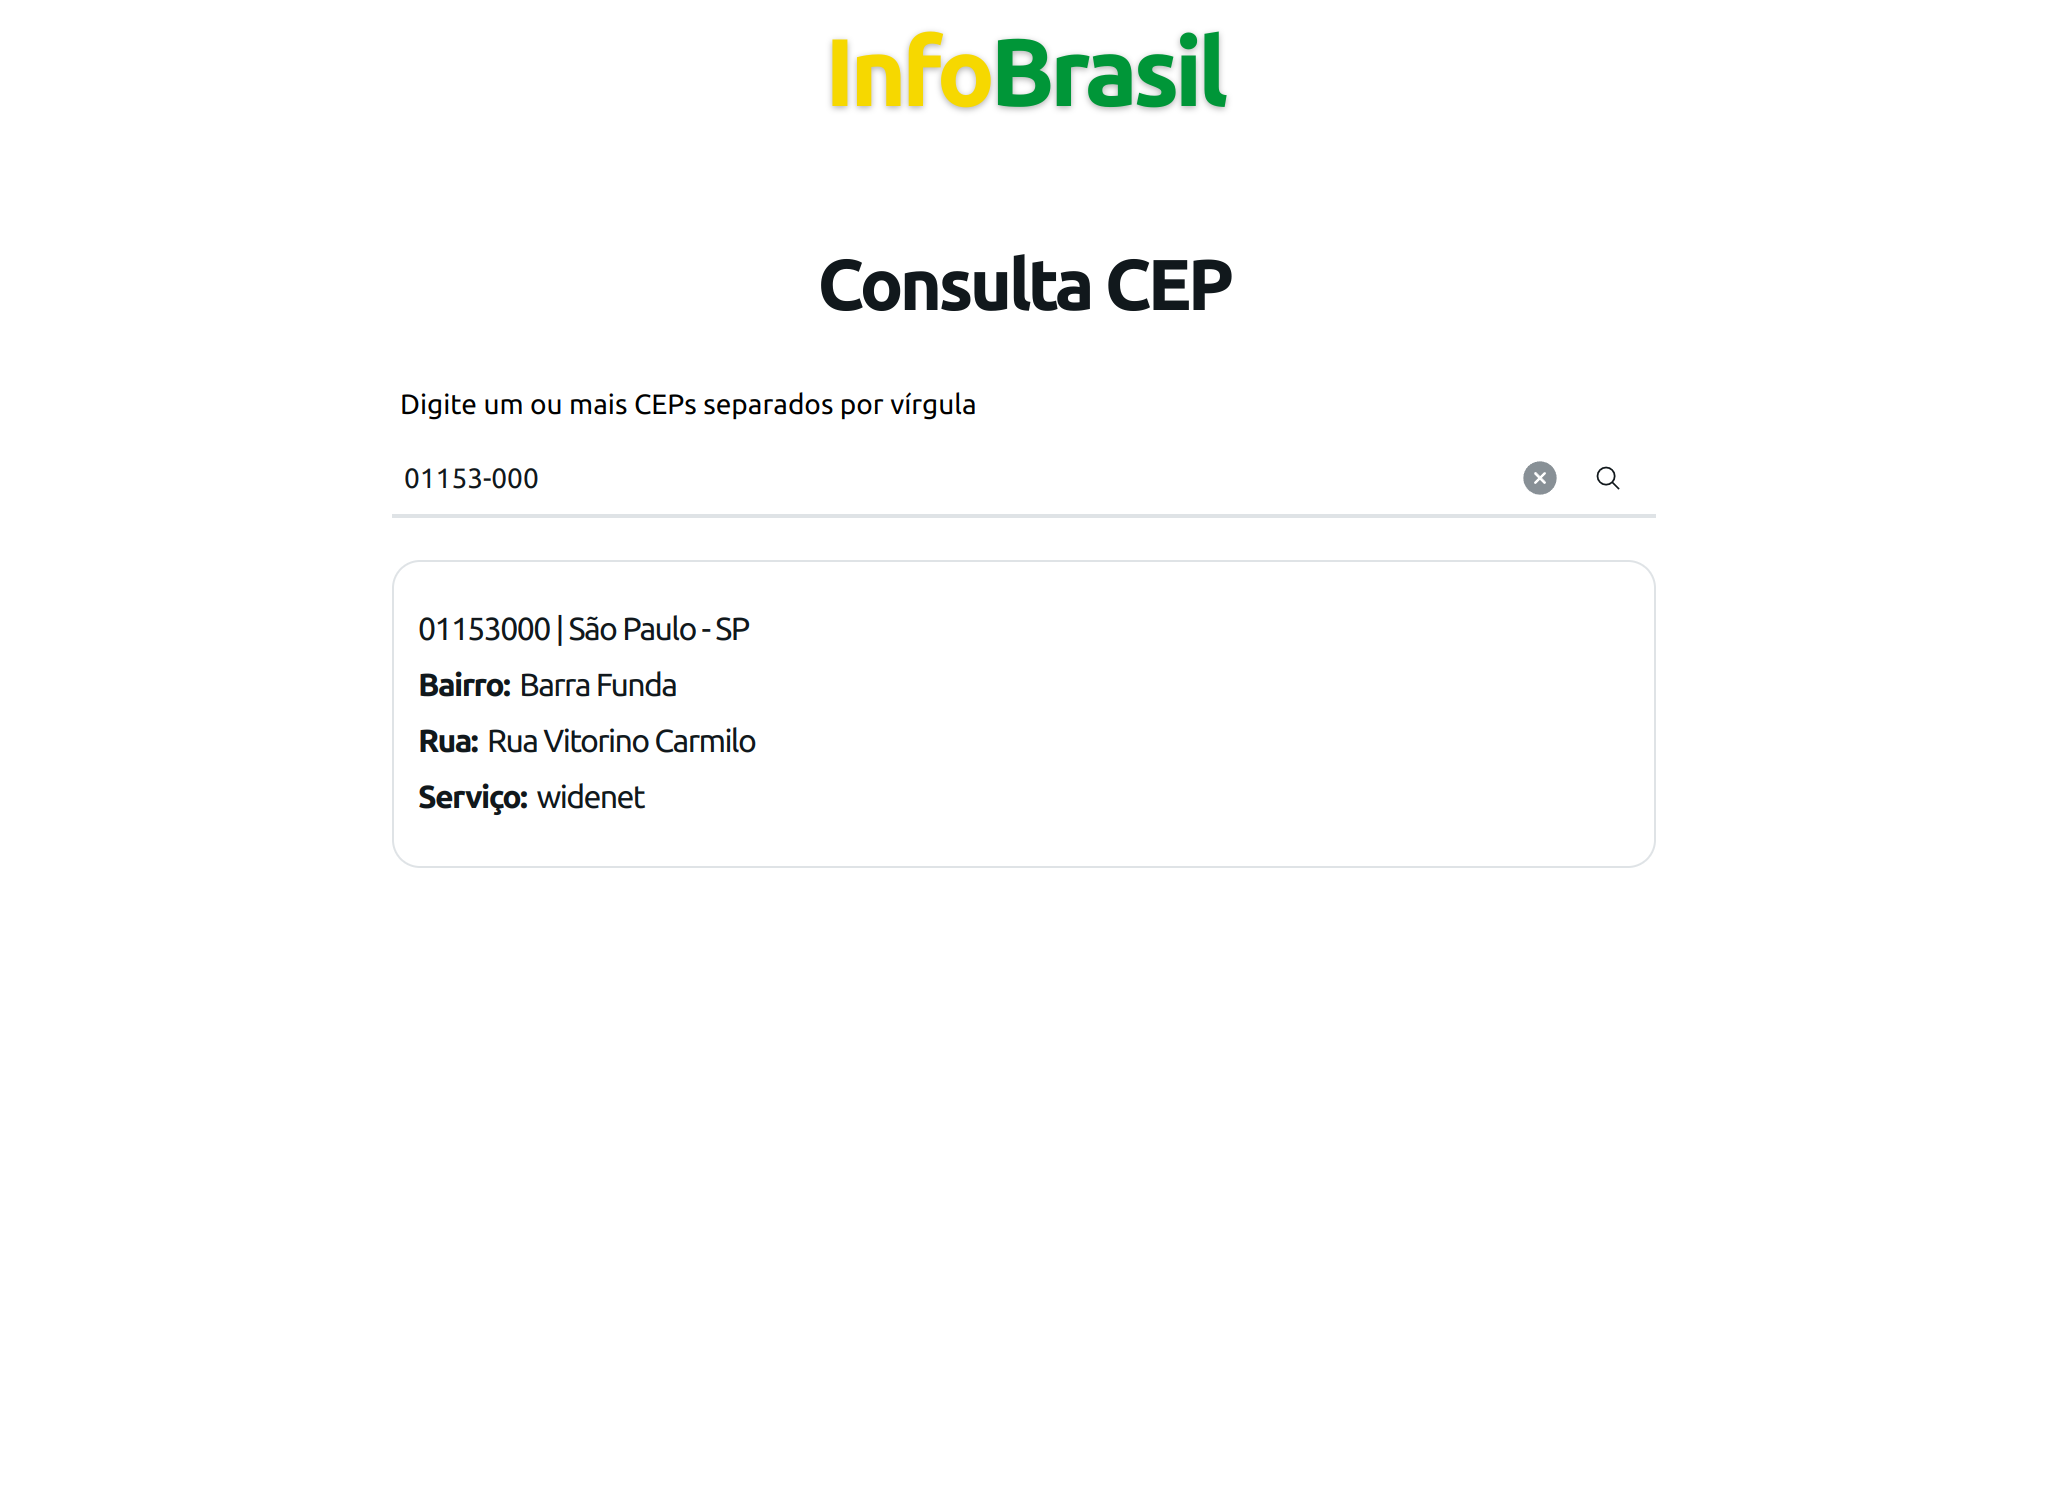 InfoBrasil
Consulta CEP
Digite um ou mais CEPs separados por vírgula
01153-000
01153000 | São Paulo - SP
Bairro: Barra Funda
Rua: Rua Vitorino Carmilo
Serviço: widenet